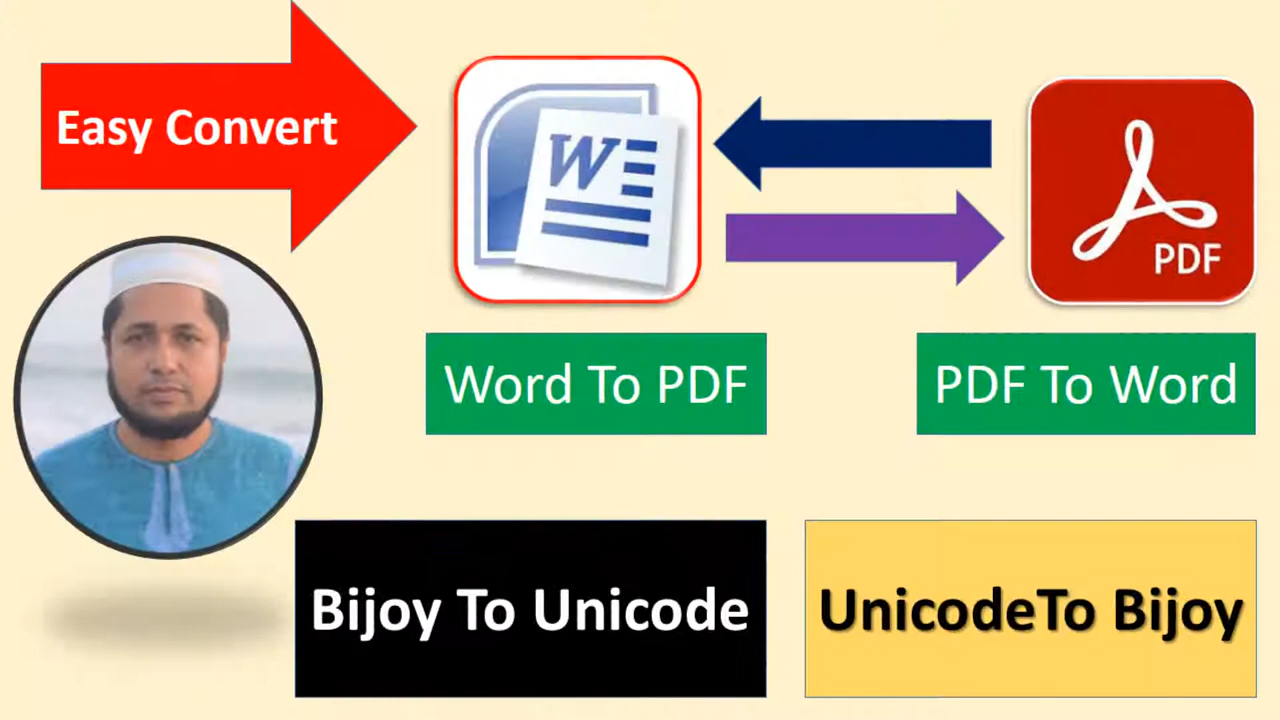 Easy Convert
W
PDF
Word To PDF
PDF To Word
Bijoy To Unicode
UnicodeTo Bijoy